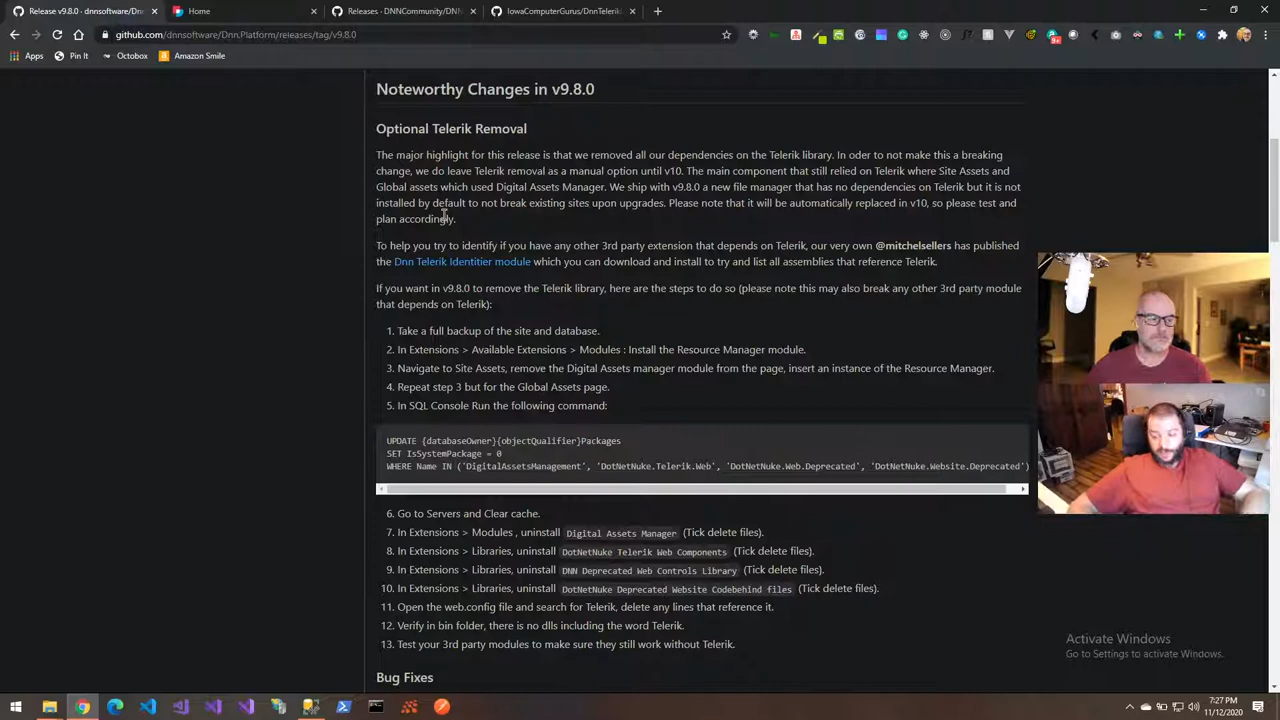 Release v9.8.0 · dnnsoftware/Dn
Home
Releases · DNNCommunity/DNN
IowaComputerGurus/DnnTelerik
github.com/dnnsoftware/Dnn.Platform/releases/tag/v9.8.0
Apps
Pin It
Octobox
Amazon Smile
Noteworthy Changes in v9.8.0
Optional Telerik Removal
The major highlight for this release is that we removed all our dependencies on the Telerik library. In oder to not make this a breaking
change, we do leave Telerik removal as a manual option until v10. The main component that still relied on Telerik where Site Assets and
Global assets which used Digital Assets Manager. We ship with v9.8.0 a new file manager that has no dependencies on Telerik but it is not
installed by default to not break existing sites upon upgrades. Please note that it will be automatically replaced in v10, so please test and
plan accordingly.
To help you try to identify if you have any other 3rd party extension that depends on Telerik, our very own @mitchelsellers has published
the Dnn Telerik Identitier module which you can download and install to try and list all assemblies that reference Telerik.
If you want in v9.8.0 to remove the Telerik library, here are the steps to do so (please note this may also break any other 3rd party module
that depends on Telerik):
1. Take a full backup of the site and database.
2. In Extensions > Available Extensions > Modules : Install the Resource Manager module.
3. Navigate to Site Assets, remove the Digital Assets manager module from the page, insert an instance of the Resource Manager.
4. Repeat step 3 but for the Global Assets page.
5. In SQL Console Run the following command:
UPDATE {databaseOwner}{objectQualifier}Packages
SET IsSystemPackage = 0
WHERE Name IN ('DigitalAssetsManagement', 'DotNetNuke.Telerik.Web', 'DotNetNuke.Web.Deprecated', 'DotNetNuke.Website.Deprecated')
6. Go to Servers and Clear cache.
7. In Extensions > Modules , uninstall Digital Assets Manager (Tick delete files).
8. In Extensions > Libraries, uninstall DotNetNuke Telerik Web Components (Tick delete files).
9. In Extensions > Libraries, uninstall DNN Deprecated Web Controls Library (Tick delete files).
10. In Extensions > Libraries, uninstall DotNetNuke Deprecated Website Codebehind files (Tick delete files).
11. Open the web.config file and search for Telerik, delete any lines that reference it.
12. Verify in bin folder, there is no dlls including the word Telerik.
13. Test your 3rd party modules to make sure they still work without Telerik.
Bug Fixes
Activate Windows
Go to Settings to activate Windows.
7:27 PM
11/12/2020